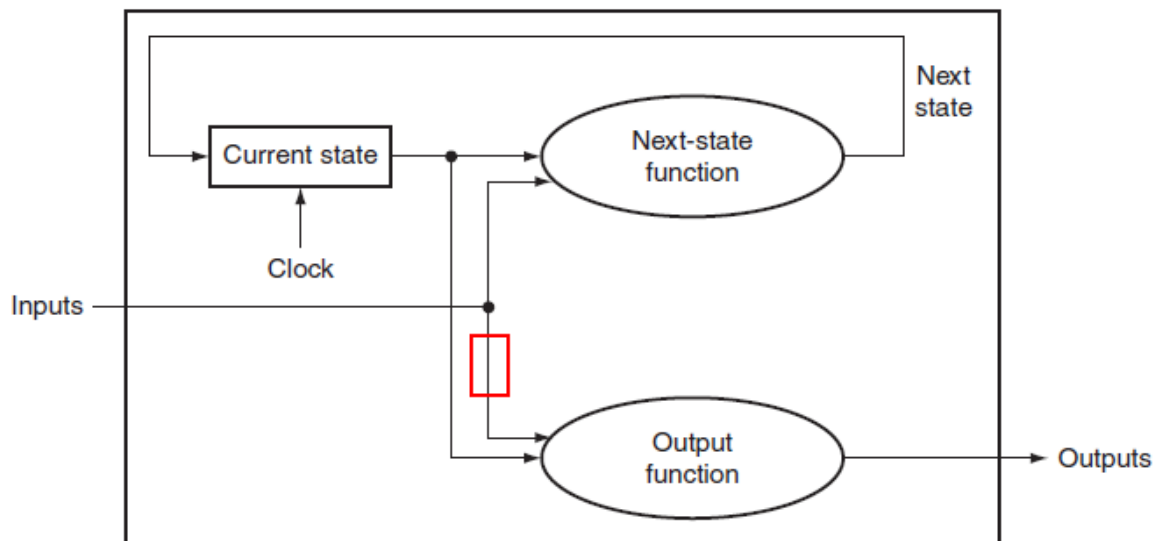 Next
state
Current state
Next-state
function
Clock
Inputs
Output
function
Outputs